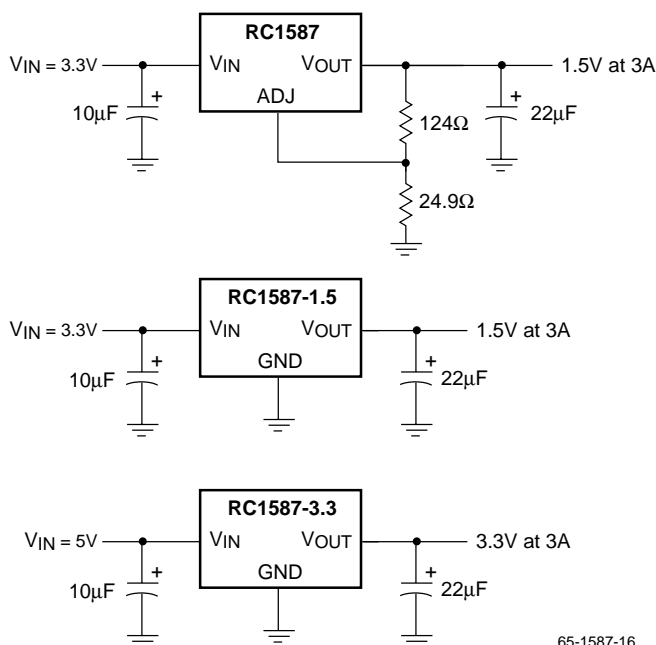 RC1587
VIN = 3.3V
VIN
VOUT
1.5V at 3A
ADJ
+
10µF
124Ω
+
22µF
24.9Ω
RC1587-1.5
VIN = 3.3V
VIN
VOUT
1.5V at 3A
GND
+
10µF
+
22µF
RC1587-3.3
VIN = 5V
VIN
VOUT
3.3V at 3A
GND
+
10µF
+
22µF
65-1587-16